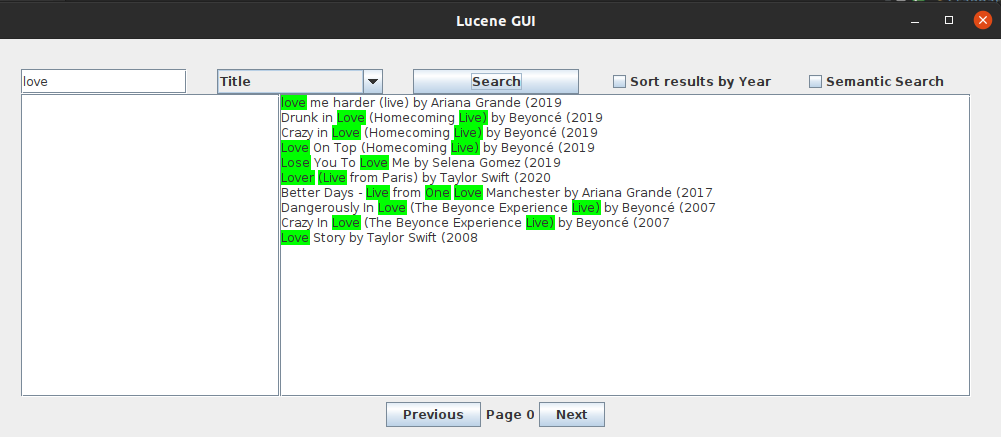 Lucene GUI
love Title Search Sort results by Year Semantic Search
love me harder (live) by Ariana Grande (2019
Drunk in Love (Homecoming Live) by Beyoncé (2019
Crazy in Love (Homecoming Live) by Beyoncé (2019
Love On Top (Homecoming Live) by Beyoncé (2019
Lose You To Love Me by Selena Gomez (2019
Lover (Live from Paris) by Taylor Swift (2020
Better Days - Live from One Love Manchester by Ariana Grande (2017
Dangerously In Love (The Beyonce Experience Live) by Beyoncé (2007
Crazy In Love (The Beyonce Experience Live) by Beyoncé (2007
Love Story by Taylor Swift (2008
Previous Page 0 Next